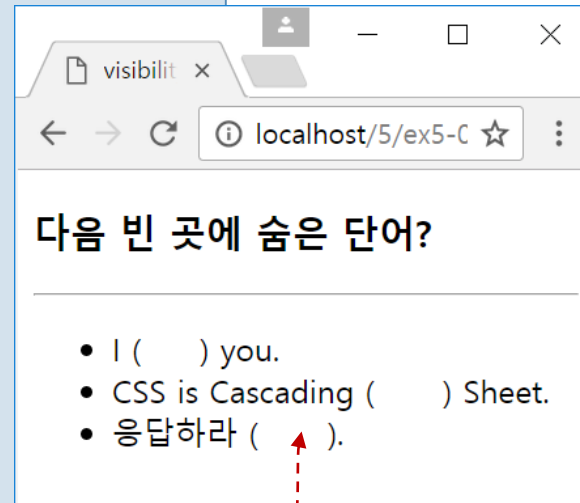 visibilit
localhost/5/ex5-0
다음 빈 곳에 숨은 단어?
I (    ) you.
CSS is Cascading (      ) Sheet.
응답하라 (      ).